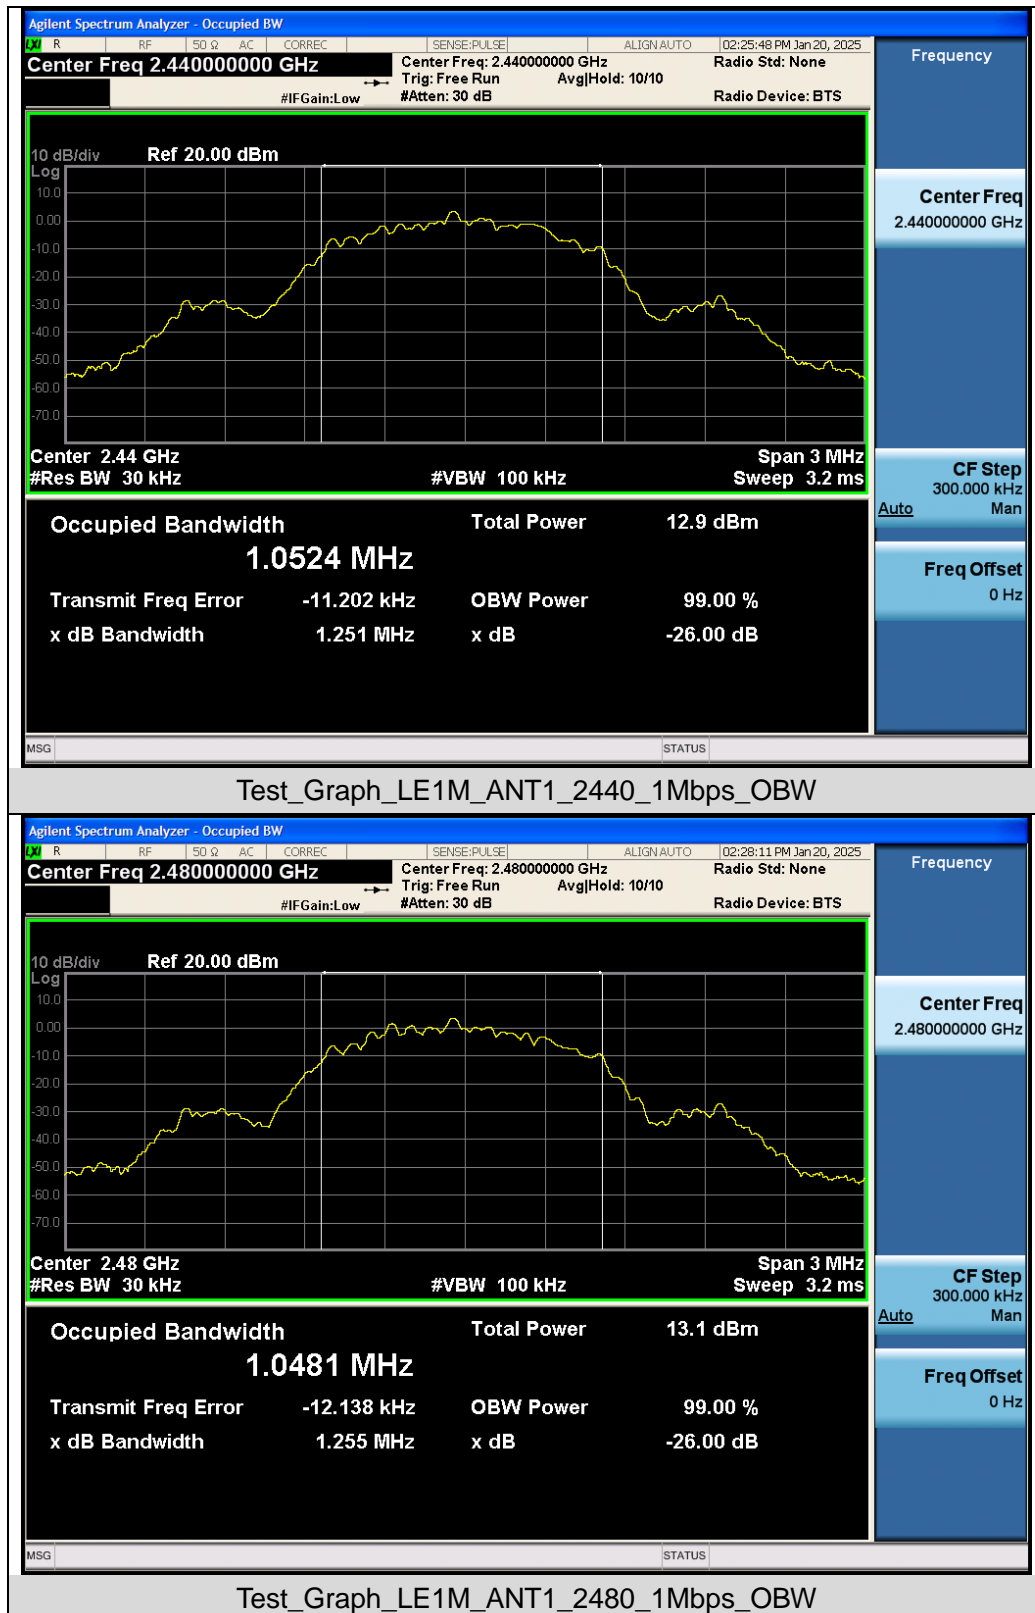 Agilent Spectrum Analyzer - Occupied BW
LXI R RF 50 Ω AC CORREC SENSE:PULSE ALIGN AUTO 02:25:48 PM Jan 20, 2025
Center Freq 2.440000000 GHz
Center Freq: 2.440000000 GHz Radio Std: None
Trig: Free Run Avg|Hold: 10/10
#IFGain:Low #Atten: 30 dB Radio Device: BTS
Frequency
10 dB/div Ref 20.00 dBm
Log
10.0
0.00
-10.0
-20.0
-30.0
-40.0
-50.0
-60.0
-70.0
Center 2.44 GHz Span 3 MHz
#Res BW 30 kHz #VBW 100 kHz Sweep 3.2 ms
Center Freq
2.440000000 GHz
CF Step
300.000 kHz
Auto Man
Freq Offset
0 Hz
Occupied Bandwidth Total Power 12.9 dBm
1.0524 MHz
Transmit Freq Error -11.202 kHz OBW Power 99.00 %
x dB Bandwidth 1.251 MHz x dB -26.00 dB
MSG STATUS
Test_Graph_LE1M_ANT1_2440_1Mbps_OBW
Agilent Spectrum Analyzer - Occupied BW
LXI R RF 50 Ω AC CORREC SENSE:PULSE ALIGN AUTO 02:28:11 PM Jan 20, 2025
Center Freq 2.480000000 GHz
Center Freq: 2.480000000 GHz Radio Std: None
Trig: Free Run Avg|Hold: 10/10
#IFGain:Low #Atten: 30 dB Radio Device: BTS
Frequency
10 dB/div Ref 20.00 dBm
Log
10.0
0.00
-10.0
-20.0
-30.0
-40.0
-50.0
-60.0
-70.0
Center 2.48 GHz Span 3 MHz
#Res BW 30 kHz #VBW 100 kHz Sweep 3.2 ms
Center Freq
2.480000000 GHz
CF Step
300.000 kHz
Auto Man
Freq Offset
0 Hz
Occupied Bandwidth Total Power 13.1 dBm
1.0481 MHz
Transmit Freq Error -12.138 kHz OBW Power 99.00 %
x dB Bandwidth 1.255 MHz x dB -26.00 dB
MSG STATUS
Test_Graph_LE1M_ANT1_2480_1Mbps_OBW